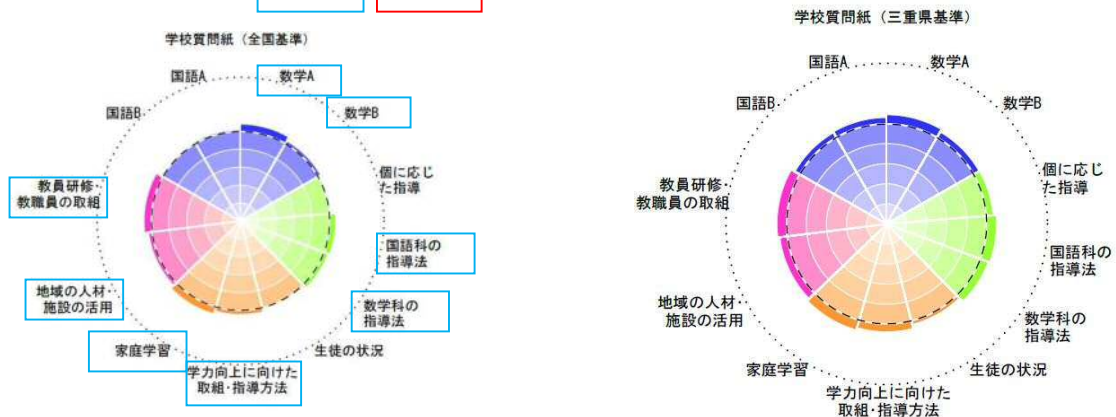 学校質問紙（全国基準）
国語A
数学A
国語B
数学B
教員研修・
教職員の取組
個に応じ
た指導
国語科の
指導法
地域の人材・
施設の活用
数学科の
指導法
家庭学習
生徒の状況
学力向上に向けた
取組・指導方法
学校質問紙（三重県基準）
国語A
数学A
国語B
数学B
教員研修・
教職員の取組
個に応じ
た指導
国語科の
指導法
地域の人材・
施設の活用
数学科の
指導法
家庭学習
生徒の状況
学力向上に向けた
取組・指導方法